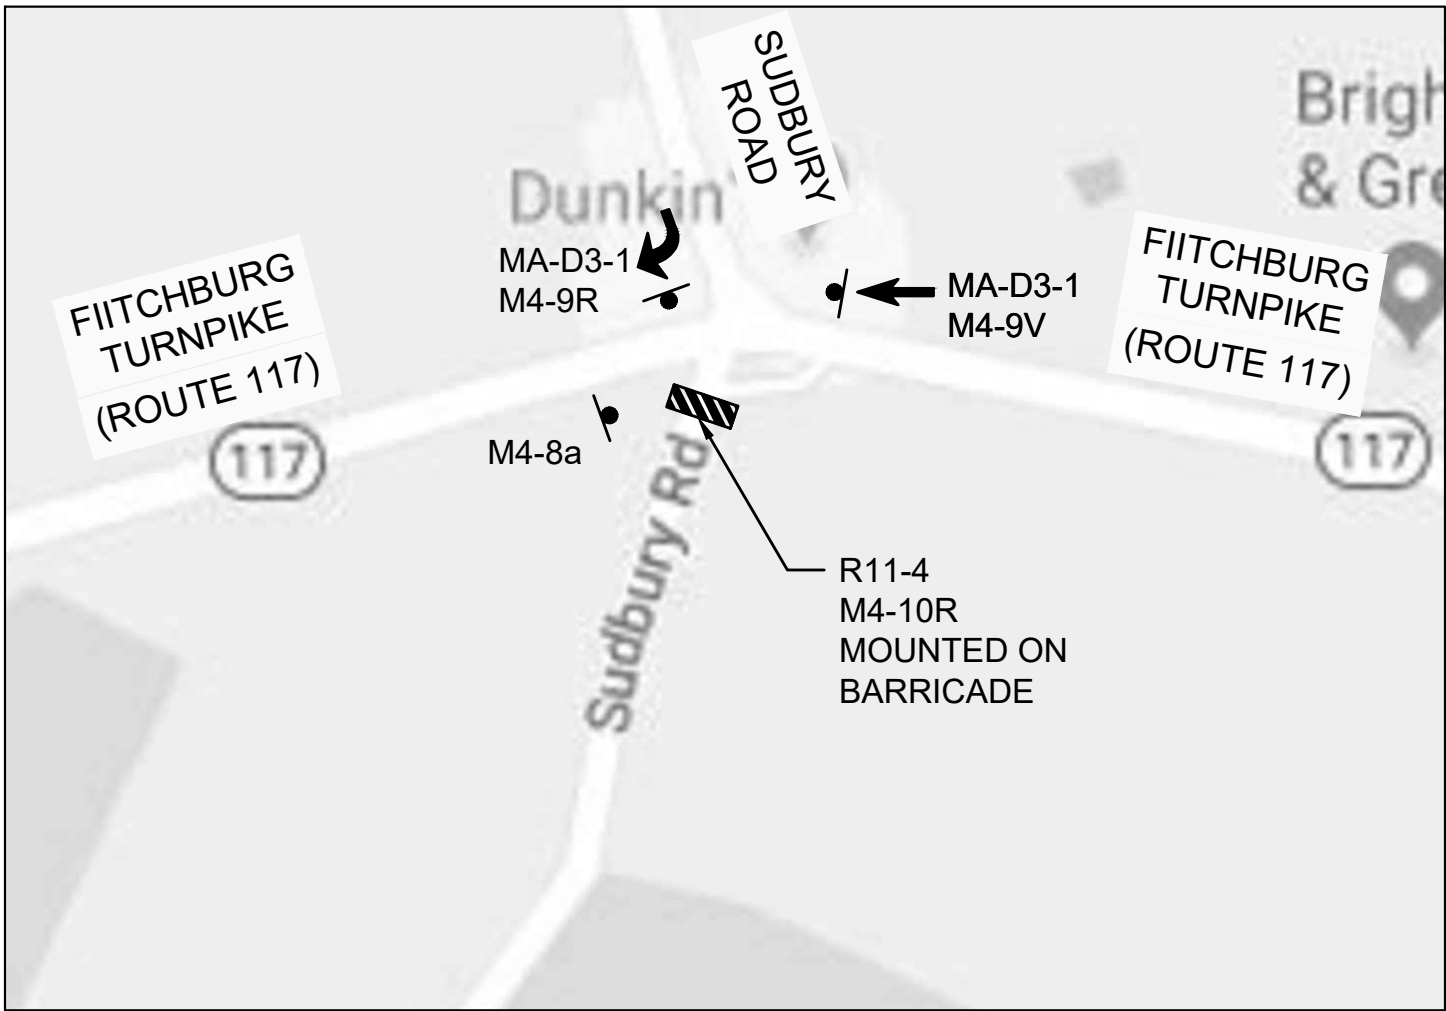 SUDBURY
ROAD
Brigh
& Gre
Dunkin'
MA-D3-1
M4-9R
MA-D3-1
M4-9V
FIITCHBURG
TURNPIKE
(ROUTE 117)
FIITCHBURG
TURNPIKE
(ROUTE 117)
117
117
M4-8a
Sudbury Rd
R11-4
M4-10R
MOUNTED ON
BARRICADE